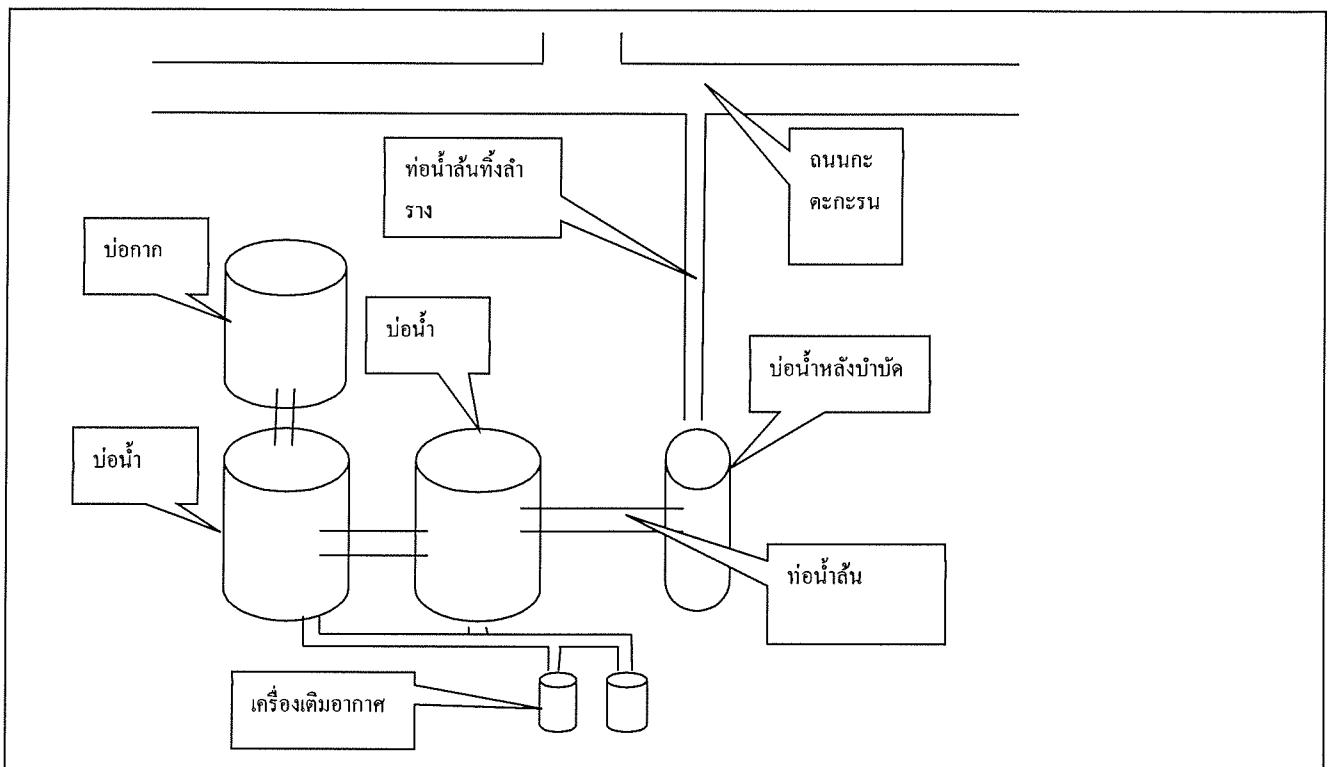 ท่อน้ำล้นทิ้งลำ
ราง
ถนนกะ
ตะกะรน
บ่อกาก
บ่อน้ำ
บ่อน้ำหลังบำบัด
บ่อน้ำ
ท่อน้ำล้น
เครื่องเติมอากาศ